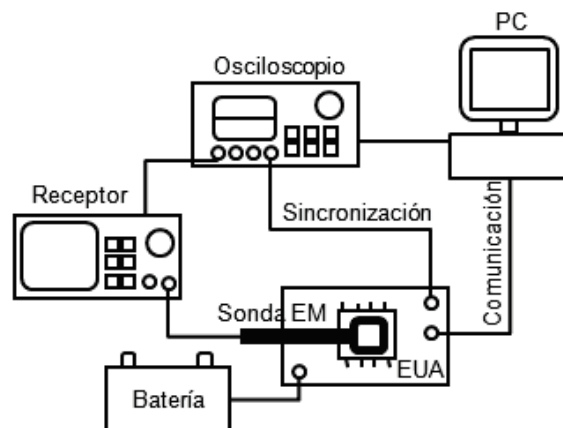 PC
Osciloscopio
Receptor
Sincronización
Comunicación
Sonda EM
EUA
Batería